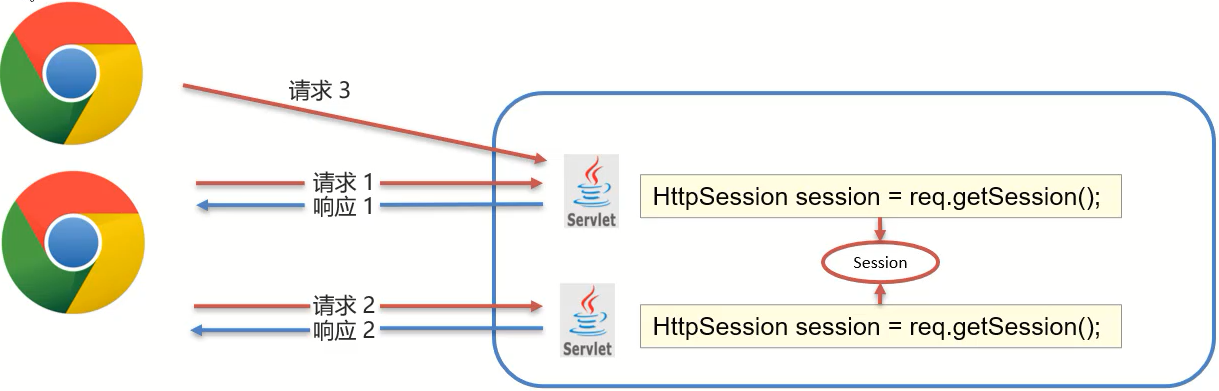 请求 3
请求 1
响应 1
Servlet
HttpSession session = req.getSession();
Session
请求 2
响应 2
Servlet
HttpSession session = req.getSession();